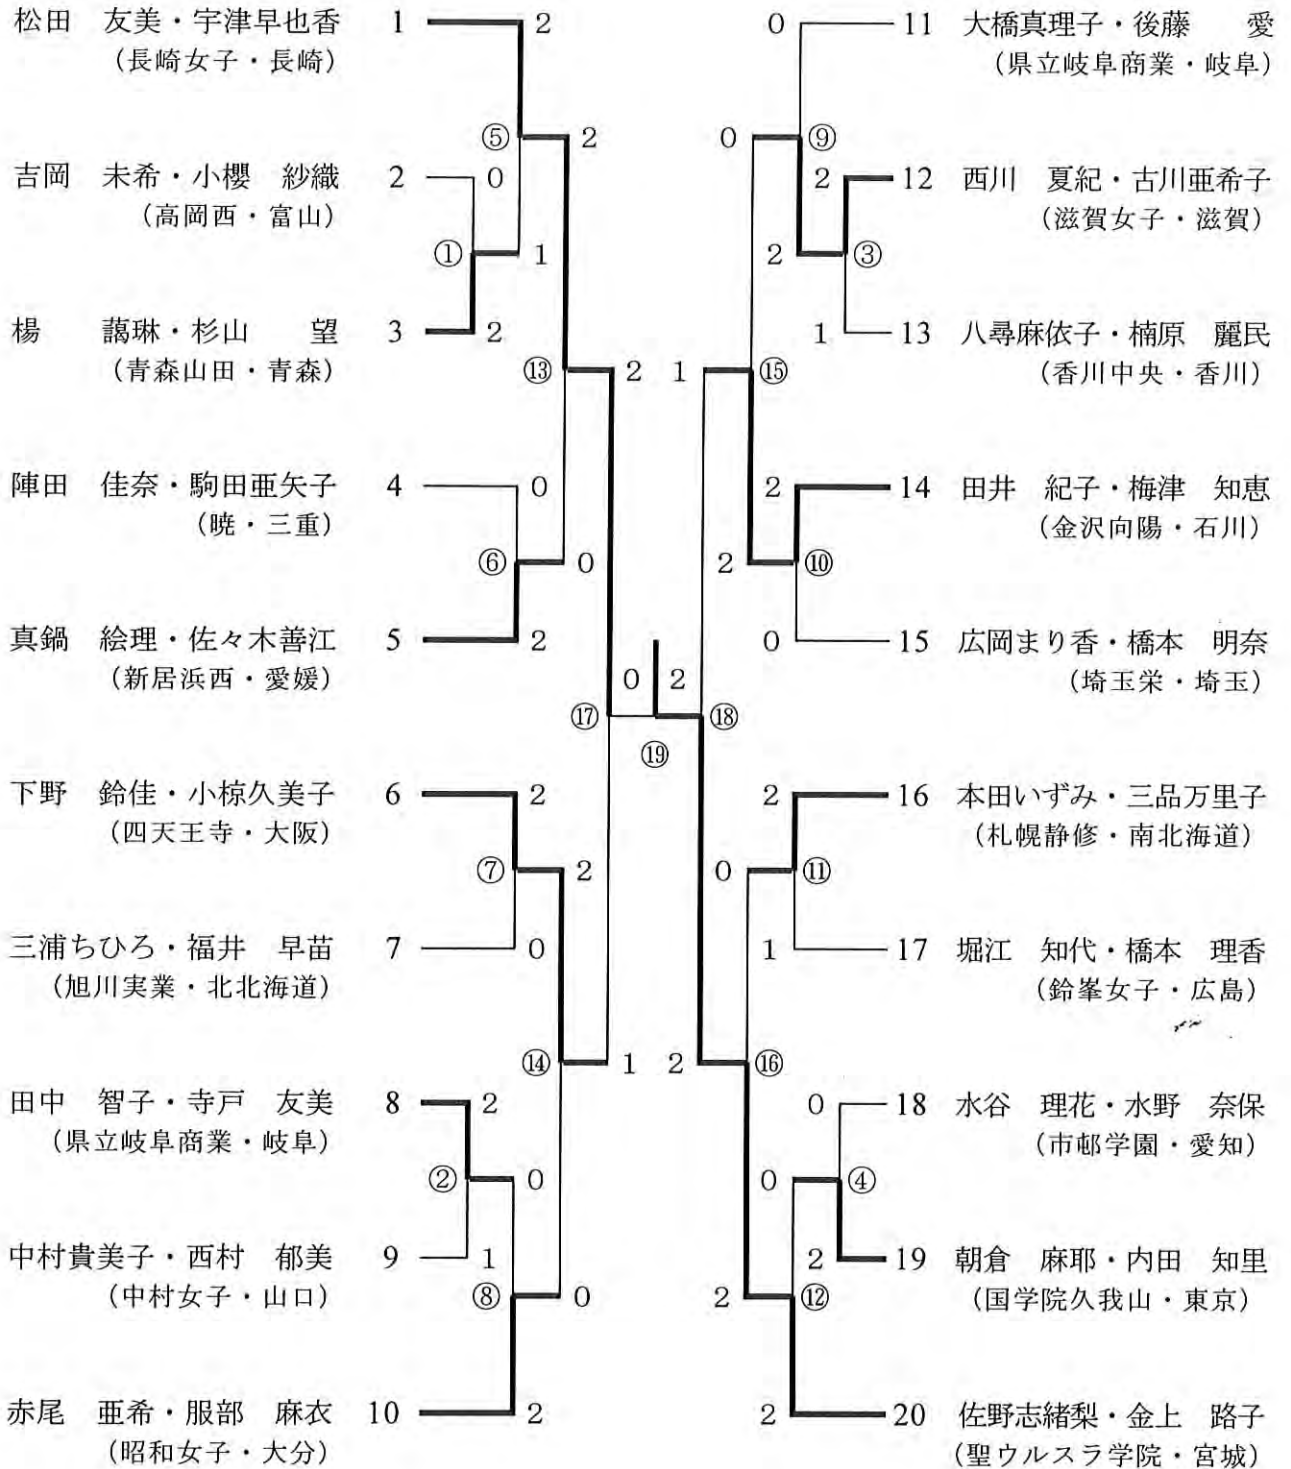 松田　友美・宇津早也香　1　2
（長崎女子・長崎）
⑤　2
吉岡　未希・小櫻　紗織　2　0
（高岡西・富山）
①　1
楊　　藹琳・杉山　　望　3　2
（青森山田・青森）
⑬　2
陣田　佳奈・駒田亜矢子　4　0
（暁・三重）
⑥　0
真鍋　絵理・佐々木善江　5　2
（新居浜西・愛媛）
⑰　0
下野　鈴佳・小椋久美子　6　2
（四天王寺・大阪）
⑦　2
三浦ちひろ・福井　早苗　7　0
（旭川実業・北北海道）
⑭　1
田中　智子・寺戸　友美　8　2
（県立岐阜商業・岐阜）
②　0
中村貴美子・西村　郁美　9　1
（中村女子・山口）
⑧　0
赤尾　亜希・服部　麻衣　10　2
（昭和女子・大分）
⑲
0　11　大橋真理子・後藤　　愛
（県立岐阜商業・岐阜）
0　⑨
2　12　西川　夏紀・古川亜希子
（滋賀女子・滋賀）
2　③
1　13　八尋麻依子・楠原　麗民
（香川中央・香川）
1　⑮
2　14　田井　紀子・梅津　知恵
（金沢向陽・石川）
2　⑩
0　15　広岡まり香・橋本　明奈
（埼玉栄・埼玉）
2　⑱
2　16　本田いずみ・三品万里子
（札幌静修・南北海道）
0　⑪
1　17　堀江　知代・橋本　理香
（鈴峯女子・広島）
2　⑯
0　18　水谷　理花・水野　奈保
（市邨学園・愛知）
0　④
2　19　朝倉　麻耶・内田　知里
（国学院久我山・東京）
2　⑫
2　20　佐野志緒梨・金上　路子
（聖ウルスラ学院・宮城）